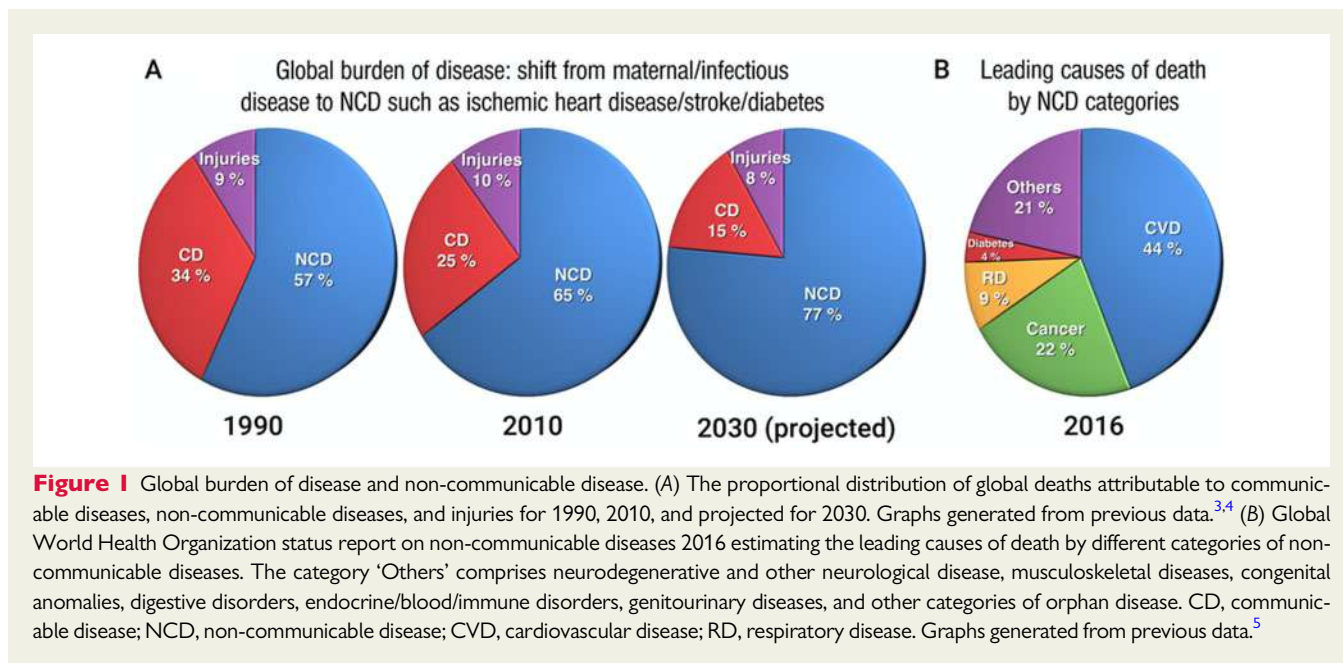 A
Global burden of disease: shift from maternal/infectious
disease to NCD such as ischemic heart disease/stroke/diabetes
Injuries
9 %
CD
34 %
NCD
57 %
1990
Injuries
10 %
CD
25 %
NCD
65 %
2010
Injuries
8 %
CD
15 %
NCD
77 %
2030 (projected)
B
Leading causes of death
by NCD categories
Others
21 %
CVD
44 %
Diabetes
4 %
RD
9 %
Cancer
22 %
2016
Figure 1 Global burden of disease and non-communicable disease. (A) The proportional distribution of global deaths attributable to communic-
able diseases, non-communicable diseases, and injuries for 1990, 2010, and projected for 2030. Graphs generated from previous data.3,4 (B) Global
World Health Organization status report on non-communicable diseases 2016 estimating the leading causes of death by different categories of non-
communicable diseases. The category ‘Others’ comprises neurodegenerative and other neurological disease, musculoskeletal diseases, congenital
anomalies, digestive disorders, endocrine/blood/immune disorders, genitourinary diseases, and other categories of orphan disease. CD, communic-
able disease; NCD, non-communicable disease; CVD, cardiovascular disease; RD, respiratory disease. Graphs generated from previous data.5